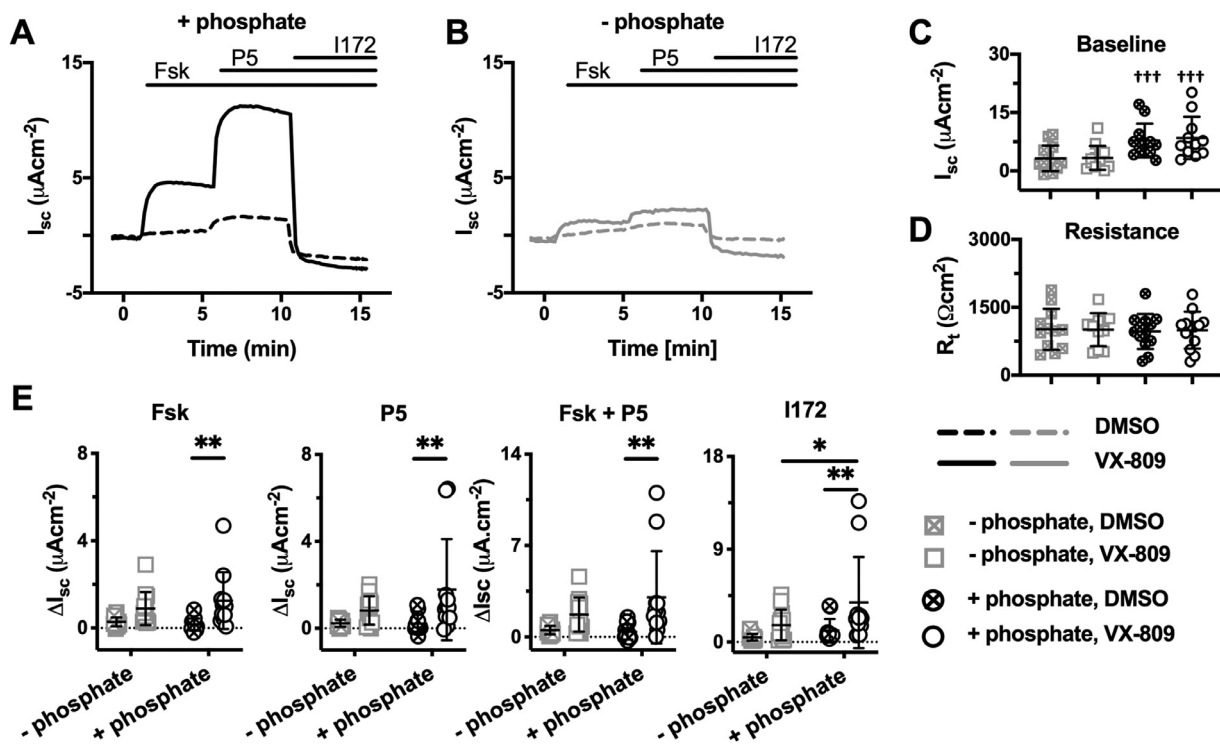 A
+ phosphate
I172
P5
Fsk
15
5
-5
Isc (μAcm-2)
0
5
10
15
Time (min)
B
- phosphate
I172
P5
Fsk
15
5
-5
Isc (μAcm-2)
0
5
10
15
Time [min]
C
Baseline
30
15
0
Isc (μAcm-2)
†††
†††
D
Resistance
3000
1500
0
Rt (Ωcm2)
DMSO
VX-809
- phosphate, DMSO
- phosphate, VX-809
+ phosphate, DMSO
+ phosphate, VX-809
E
Fsk
8
4
0
ΔIsc (μAcm-2)
**
- phosphate
+ phosphate
P5
8
4
0
ΔIsc (μAcm-2)
**
- phosphate
+ phosphate
Fsk + P5
14
7
0
ΔIsc (μA.cm-2)
**
- phosphate
+ phosphate
I172
18
9
0
*
**
- phosphate
+ phosphate